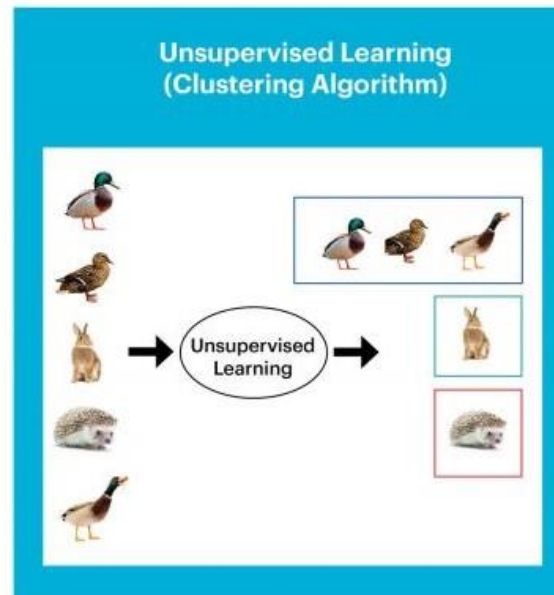 Unsupervised Learning
(Clustering Algorithm)
Unsupervised
Learning